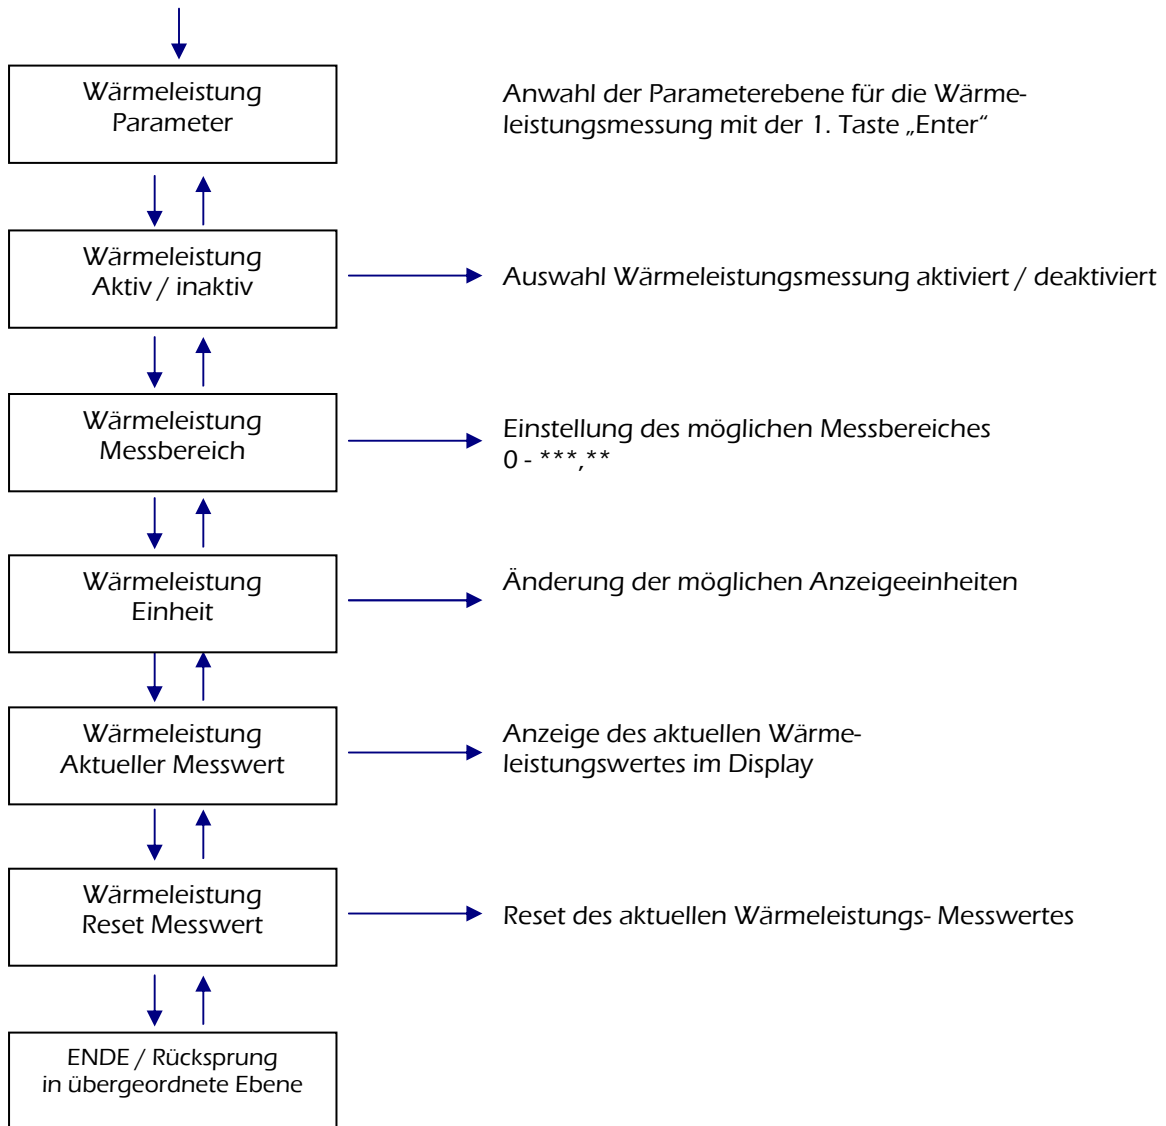 Wärmeleistung
Parameter
Anwahl der Parameterebene für die Wärme-
leistungsmessung mit der 1. Taste „Enter“
Wärmeleistung
Aktiv / inaktiv
Auswahl Wärmeleistungsmessung aktiviert / deaktiviert
Wärmeleistung
Messbereich
Einstellung des möglichen Messbereiches
0 - ***,**
Wärmeleistung
Einheit
Änderung der möglichen Anzeigeeinheiten
Wärmeleistung
Aktueller Messwert
Anzeige des aktuellen Wärme-
leistungswertes im Display
Wärmeleistung
Reset Messwert
Reset des aktuellen Wärmeleistungs- Messwertes
ENDE / Rücksprung
in übergeordnete Ebene